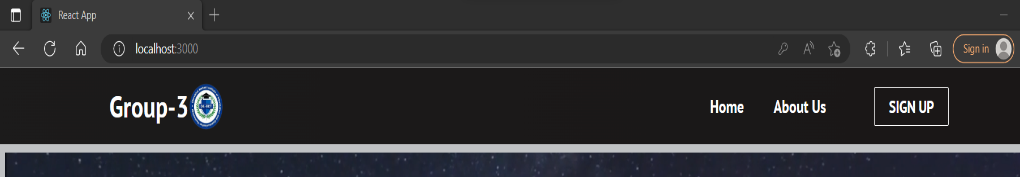 React App
localhost:3000
Sign in
Group-3
Home
About Us
SIGN UP